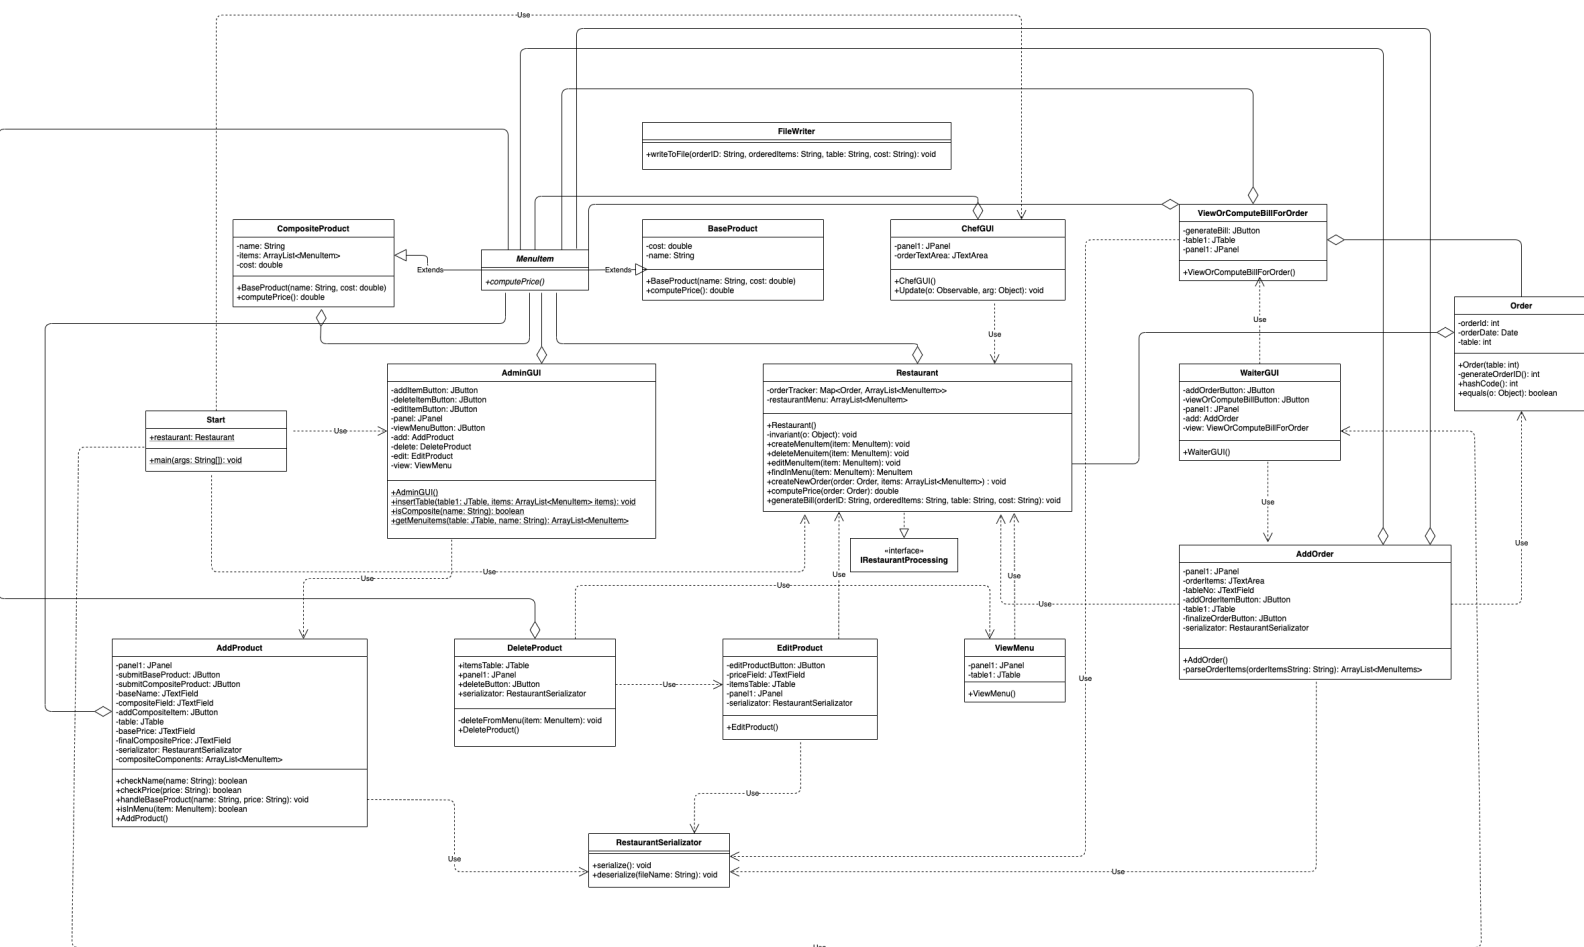 Use
FileWriter
+writeToFile(orderID: String, orderedItems: String, table: String, cost: String): void
CompositeProduct
-name: String
-items: ArrayList<MenuItem>
-cost: double
+BaseProduct(name: String, cost: double)
+computePrice(): double
Extends
MenuItem
+computePrice()
Extends
BaseProduct
-cost: double
-name: String
+BaseProduct(name: String, cost: double)
+computePrice(): double
ChefGUI
-panel1: JPanel
-orderTextArea: JTextArea
+ChefGUI()
+Update(o: Observable, arg: Object): void
ViewOrComputeBillForOrder
-generateBill: JButton
-table1: JTable
-panel1: JPanel
+ViewOrComputeBillForOrder()
Order
-orderId: int
-orderDate: Date
-table: int
+Order(table: int)
-generateOrderID(): int
+hashCode(): int
+equals(o: Object): boolean
Use
Use
Start
+restaurant: Restaurant
+main(args: String[]): void
Use
AdminGUI
-addItemButton: JButton
-deleteItemButton: JButton
-editItemButton: JButton
-panel: JPanel
-viewMenuButton: JButton
-add: AddProduct
-delete: DeleteProduct
-edit: EditProduct
-view: ViewMenu
+AdminGUI()
+insertTable(table1: JTable, items: ArrayList<MenuItem> items): void
+isComposite(name: String): boolean
+getMenuitems(table: JTable, name: String): ArrayList<MenuItem>
Restaurant
-orderTracker: Map<Order, ArrayList<MenuItem>>
-restaurantMenu: ArrayList<MenuItem>
+Restaurant()
-invariant(o: Object): void
+createMenuItem(item: MenuItem): void
+deleteMenuitem(item: MenuItem): void
+editMenuItem(item: MenuItem): void
+findInMenu(item: MenuItem): MenuItem
+createNewOrder(order: Order, items: ArrayList<MenuItem>) : void
+computePrice(order: Order): double
+generateBill(orderID: String, orderedItems: String, table: String, cost: String): void
WaiterGUI
-addOrderButton: JButton
-viewOrComputeBillButton: JButton
-panel1: JPanel
-add: AddOrder
-view: ViewOrComputeBillForOrder
+WaiterGUI()
Use
«interface»
IRestaurantProcessing
Use
Use
Use
Use
Use
Use
Use
AddOrder
-panel1: JPanel
-orderItems: JTextArea
-tableNo: JTextField
-addOrderItemButton: JButton
-table1: JTable
-finalizeOrderButton: JButton
-serializator: RestaurantSerializator
+AddOrder()
-parseOrderItems(orderItemsString: String): ArrayList<MenuItems>
AddProduct
-panel1: JPanel
-submitBaseProduct: JButton
-submitCompositeProduct: JButton
-baseName: JTextField
-compositeField: JTextField
-addCompositeItem: JButton
-table: JTable
-basePrice: JTextField
-finalCompositePrice: JTextField
-serializator: RestaurantSerializator
-compositeComponents: ArrayList<MenuItem>
+checkName(name: String): boolean
+checkPrice(price: String): boolean
+handleBaseProduct(name: String, price: String): void
+isInMenu(item: MenuItem): boolean
+AddProduct()
DeleteProduct
+itemsTable: JTable
+panel1: JPanel
+deleteButton: JButton
+serializator: RestaurantSerializator
-deleteFromMenu(item: MenuItem): void
+DeleteProduct()
Use
EditProduct
-editProductButton: JButton
-priceField: JTextField
-itemsTable: JTable
-panel1: JPanel
-serializator: RestaurantSerializator
+EditProduct()
ViewMenu
-panel1: JPanel
-table1: JTable
+ViewMenu()
Use
Use
Use
RestaurantSerializator
+serialize(): void
+deserialize(fileName: String): void
Use
Use